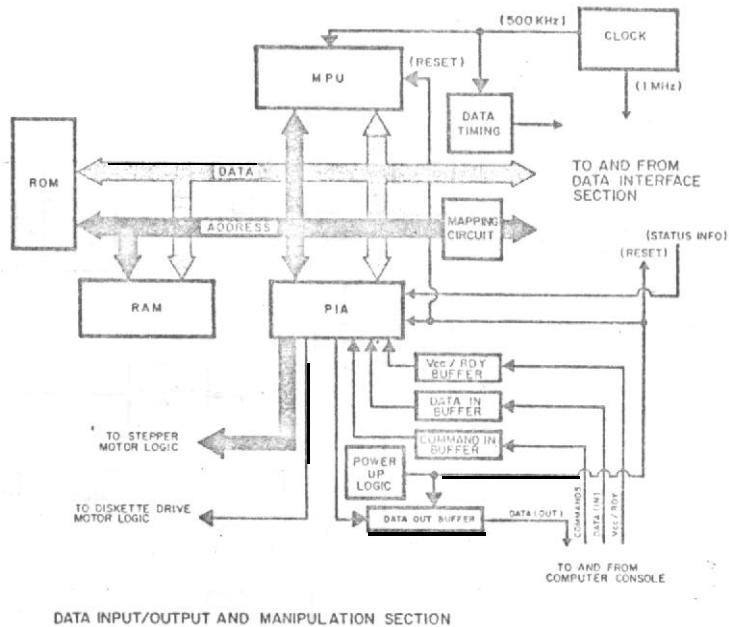 (500 KHz)
CLOCK
MPU
(RESET)
(1 MHz)
DATA
TIMING
ROM
DATA
TO AND FROM
DATA INTERFACE
SECTION
ADDRESS
MAPPING
CIRCUIT
(STATUS INFO)
(RESET)
RAM
PIA
Vcc / RDY
BUFFER
DATA IN
BUFFER
TO STEPPER
MOTOR LOGIC
COMMAND IN
BUFFER
POWER
UP
LOGIC
TO DISKETTE DRIVE
MOTOR LOGIC
DATA OUT BUFFER
DATA (OUT)
COMMANDS
DATA (IN)
Vcc / RDY
TO AND FROM
COMPUTER CONSOLE
DATA INPUT/OUTPUT AND MANIPULATION SECTION